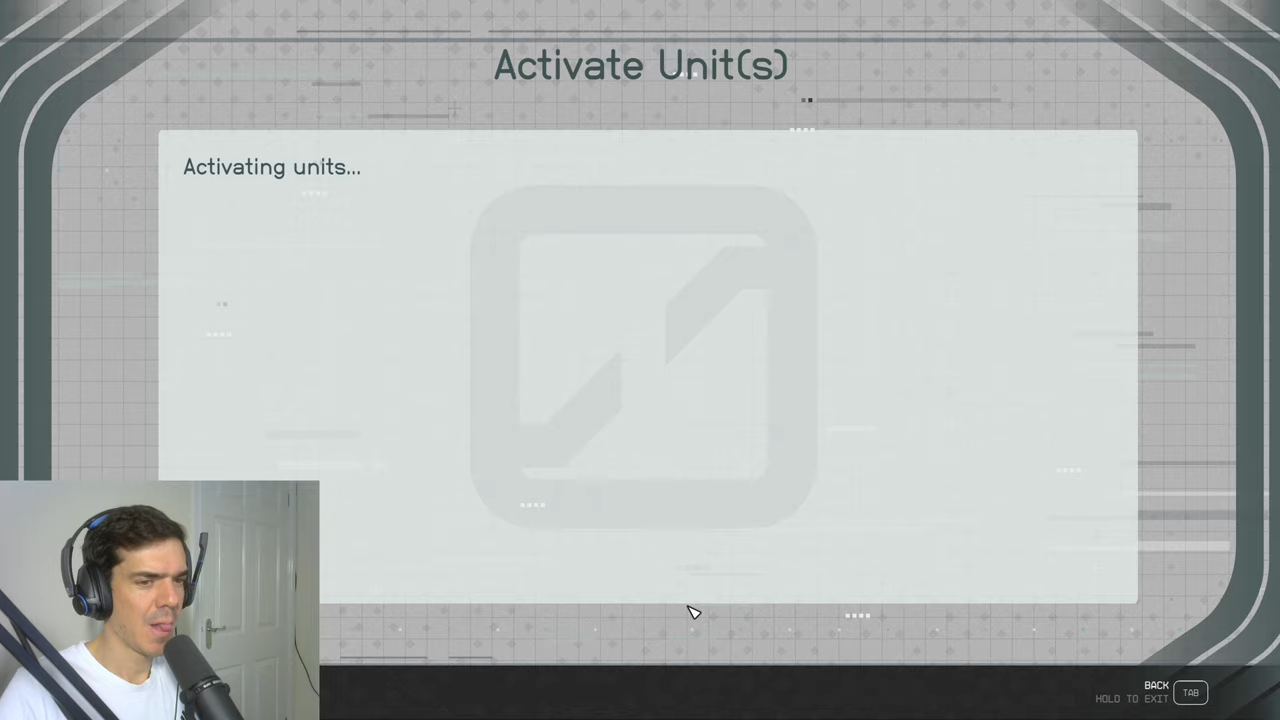 Activate Unit(s)
Activating units...
BACK
HOLD TO EXIT
TAB